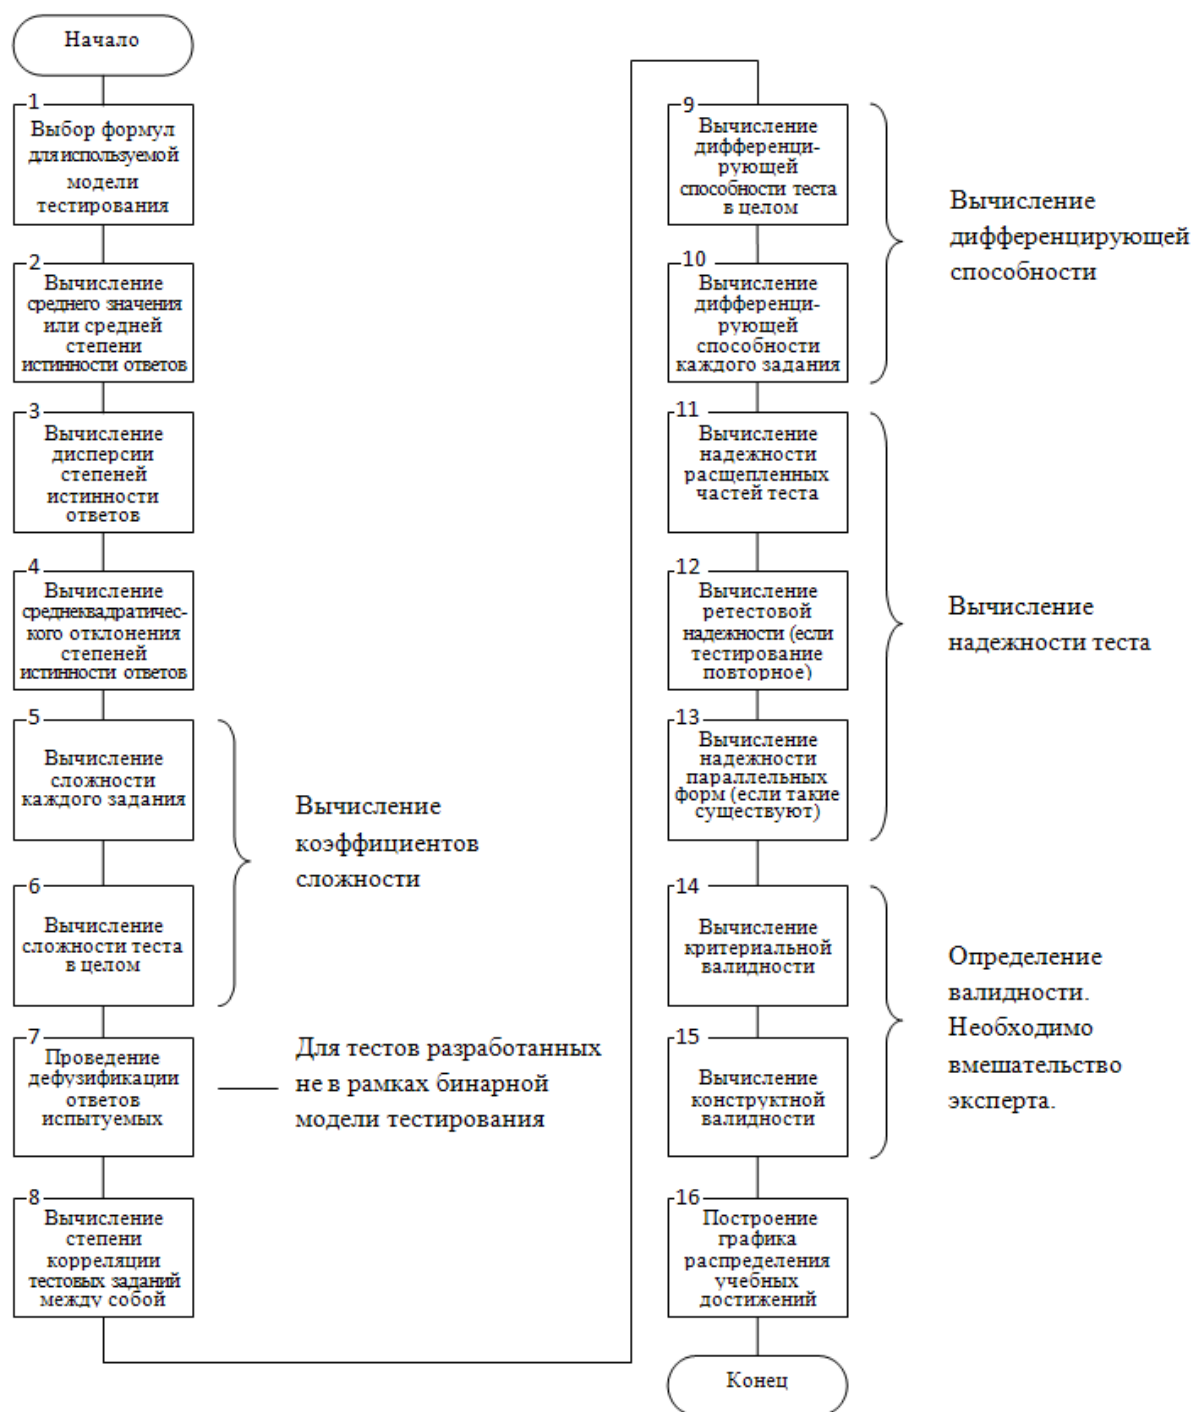 Начало
1
Выбор формул
для используемой
модели
тестирования
2
Вычисление
среднего значения
или средней
степени
истинности ответов
3
Вычисление
дисперсии
степеней
истинности
ответов
4
Вычисление
среднеквадратичес-
кого отклонения
степеней
истинности ответов
5
Вычисление
сложности
каждого задания
6
Вычисление
сложности теста
в целом
Вычисление
коэффициентов
сложности
7
Проведение
дефузификации
ответов
испытуемых
Для тестов разработанных
не в рамках бинарной
модели тестирования
8
Вычисление
степени
корреляции
тестовых заданий
между собой
9
Вычисление
дифференци-
рующей
способности теста
в целом
10
Вычисление
дифференци-
рующей
способности
каждого задания
Вычисление
дифференцирующей
способности
11
Вычисление
надежности
расщепленных
частей теста
12
Вычисление
ретестовой
надежности (если
тестирование
повторное)
13
Вычисление
надежности
параллельных
форм (если такие
существуют)
Вычисление
надежности теста
14
Вычисление
критериальной
валидности
15
Вычисление
конструктной
валидности
Определение
валидности.
Необходимо
вмешательство
эксперта.
16
Построение
графика
распределения
учебных
достижений
Конец